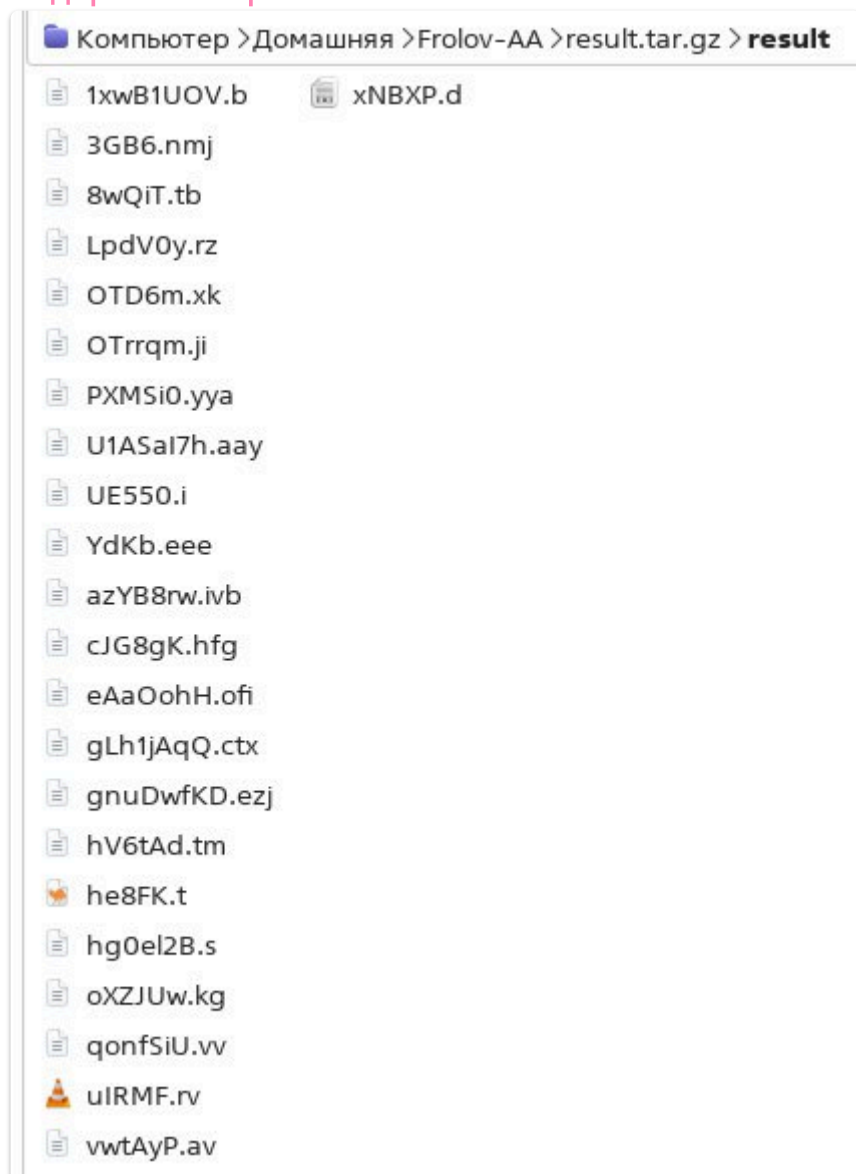 Компьютер >Домашняя >Frolov-AA >result.tar.gz > result
1xwB1UOV.b
3GB6.nmj
8wQiT.tb
LpdV0y.rz
OTD6m.xk
OTrrqm.ji
PXMSi0.yya
U1ASaI7h.aay
UE550.i
YdKb.eee
azYB8rw.ivb
cJG8gK.hfg
eAaOohH.ofi
gLh1jAqQ.ctx
gnuDwfKD.ezj
hV6tAd.tm
he8FK.t
hg0el2B.s
oXZJUw.kg
qonfSiU.vv
uIRMF.rv
vwtAyP.av
xNBXP.d